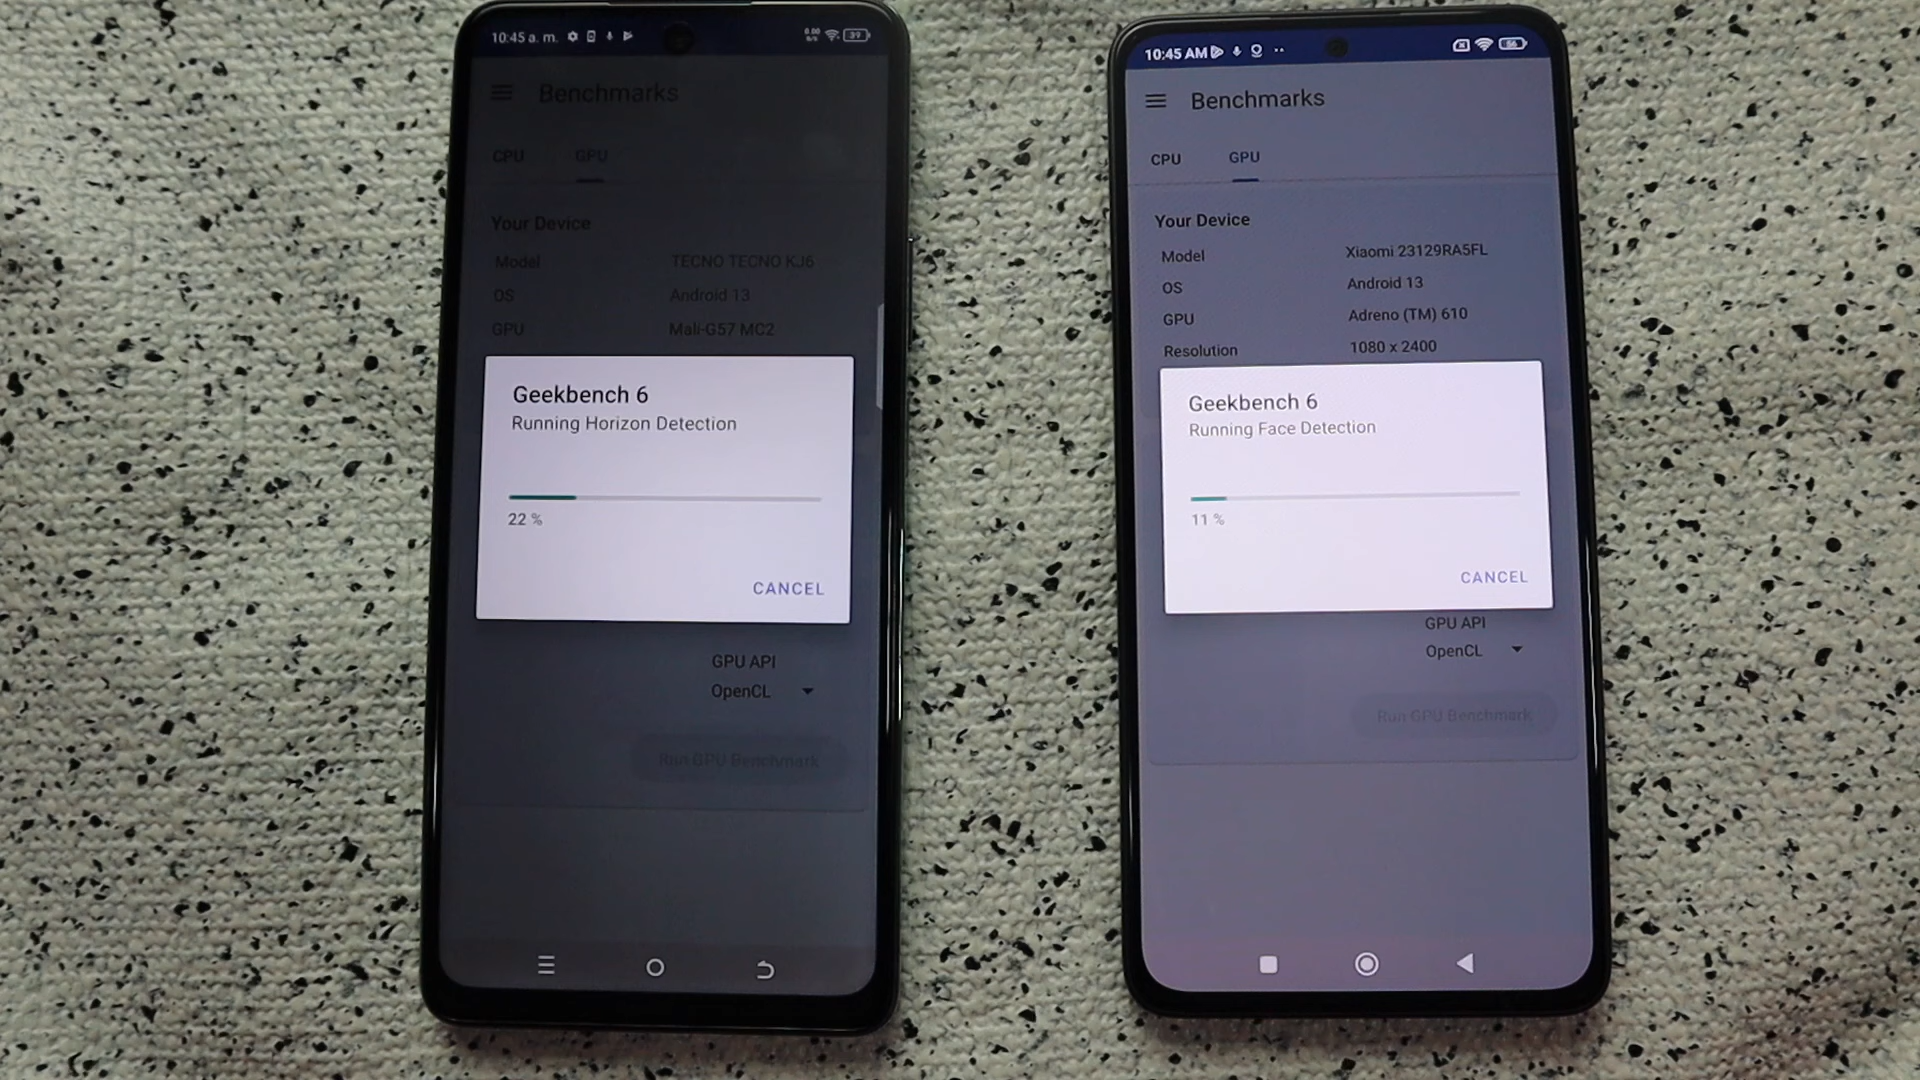 10:45 a. m.
39
Benchmarks
CPU GPU
Your Device
Model TECNO TECNO KJ6
OS Android 13
GPU Mali-G57 MC2
Geekbench 6
Running Horizon Detection
22 %
CANCEL
GPU API
OpenCL
Run GPU Benchmark
10:45 AM
Benchmarks
CPU GPU
Your Device
Model Xiaomi 23129RA5FL
OS Android 13
GPU Adreno (TM) 610
Resolution 1080 x 2400
Geekbench 6
Running Face Detection
11 %
CANCEL
GPU API
OpenCL
Run GPU Benchmark